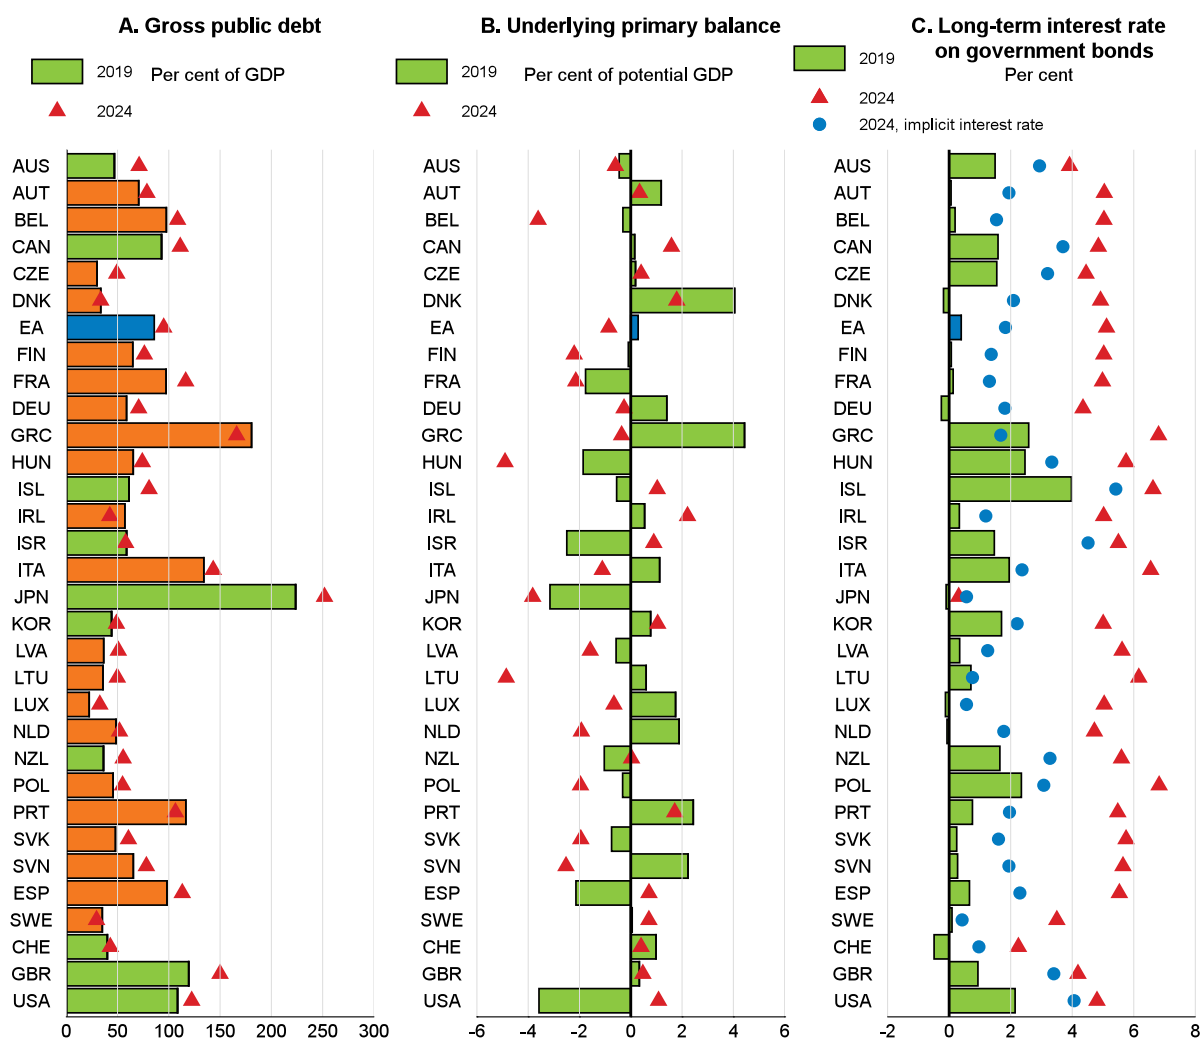 A. Gross public debt
2019
Per cent of GDP
2024
AUS
AUT
BEL
CAN
CZE
DNK
EA
FIN
FRA
DEU
GRC
HUN
ISL
IRL
ISR
ITA
JPN
KOR
LVA
LTU
LUX
NLD
NZL
POL
PRT
SVK
SVN
ESP
SWE
CHE
GBR
USA
0 50 100 150 200 250 300
B. Underlying primary balance
2019
Per cent of potential GDP
2024
AUS
AUT
BEL
CAN
CZE
DNK
EA
FIN
FRA
DEU
GRC
HUN
ISL
IRL
ISR
ITA
JPN
KOR
LVA
LTU
LUX
NLD
NZL
POL
PRT
SVK
SVN
ESP
SWE
CHE
GBR
USA
-6 -4 -2 0 2 4 6
C. Long-term interest rate
on government bonds
Per cent
2019
2024
2024, implicit interest rate
AUS
AUT
BEL
CAN
CZE
DNK
EA
FIN
FRA
DEU
GRC
HUN
ISL
IRL
ISR
ITA
JPN
KOR
LVA
LTU
LUX
NLD
NZL
POL
PRT
SVK
SVN
ESP
SWE
CHE
GBR
USA
-2 0 2 4 6 8